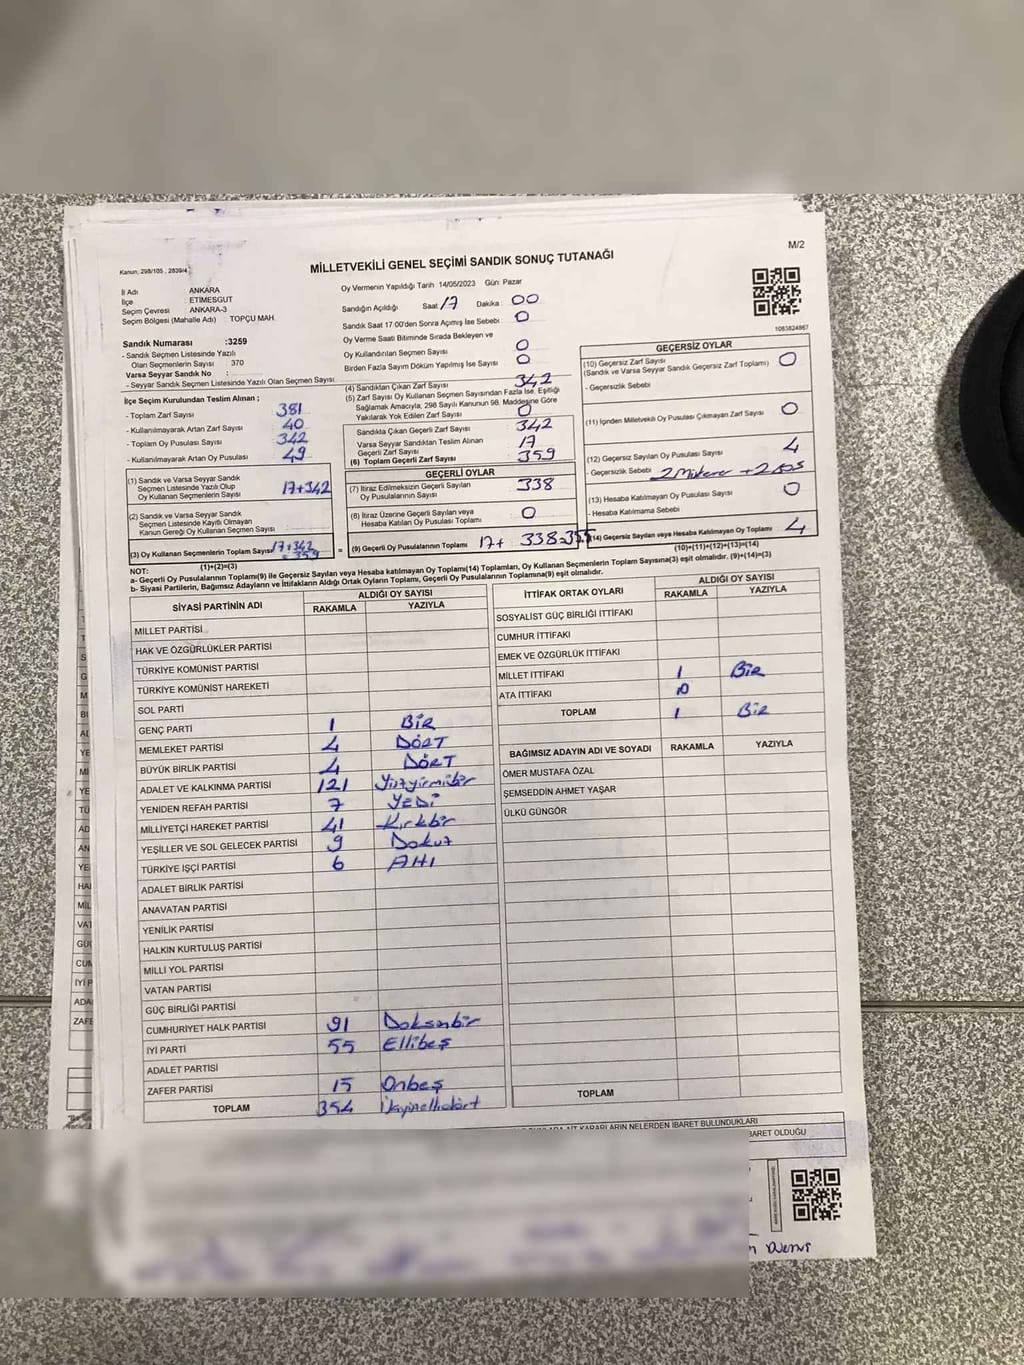 M/2
Kanun, 298/105 , 2839/4
MİLLETVEKİLİ GENEL SEÇİMİ SANDIK SONUÇ TUTANAĞI
İl Adı ANKARA
İlçe ETİMESGUT
Seçim Çevresi ANKARA-3
Seçim Bölgesi (Mahalle Adı) TOPÇU MAH.
Sandık Numarası :3259
- Sandık Seçmen Listesinde Yazılı
Olan Seçmenlerin Sayısı 370
Varsa Seyyar Sandık No :
- Seyyar Sandık Seçmen Listesinde Yazılı Olan Seçmen Sayısı
İlçe Seçim Kurulundan Teslim Alınan ;
- Toplam Zarf Sayısı 381
- Kullanılmayarak Artan Zarf Sayısı 40
- Toplam Oy Pusulası Sayısı 342
- Kullanılmayarak Artan Oy Pusulası 49
(1) Sandık ve Varsa Seyyar Sandık
Seçmen Listesinde Yazılı Olup
Oy Kullanan Seçmenlerin Sayısı 17+342
(2) Sandık ve Varsa Seyyar Sandık
Seçmen Listesinde Kayıtlı Olmayan
Kanun Gereği Oy Kullanan Seçmen Sayısı
(3) Oy Kullanan Seçmenlerin Toplam Sayısı 17+342
= 359
(1)+(2)=(3)
Oy Vermenin Yapıldığı Tarih 14/05/2023 Gün: Pazar
Sandığın Açıldığı Saat: 17 Dakika : 00
Sandık Saat 17.00'den Sonra Açımış İse Sebebi : 0
Oy Verme Saati Bitiminde Sırada Bekleyen ve
Oy Kullandırılan Seçmen Sayısı 0
Birden Fazla Sayım Döküm Yapılmış İse Sayısı : 0
(4) Sandıktan Çıkan Zarf Sayısı 342
(5) Zarf Sayısı Oy Kullanan Seçmen Sayısından Fazla İse, Eşitliği
Sağlamak Amacıyla, 298 Sayılı Kanunun 98. Maddesine Göre
Yakılarak Yok Edilen Zarf Sayısı 0
Sandıkta Çıkan Geçerli Zarf Sayısı 342
Varsa Seyyar Sandıktan Teslim Alınan
Geçerli Zarf Sayısı 17
(6) Toplam Geçerli Zarf Sayısı 359
GEÇERLİ OYLAR
(7) İtiraz Edilmeksizin Geçerli Sayılan
Oy Pusulalarının Sayısı 338
(8) İtiraz Üzerine Geçerli Sayılan veya
Hesaba Katılan Oy Pusulası Toplamı 0
= (9) Geçerli Oy Pusulalarının Toplamı 17+ 338=355
1083824867
GEÇERSİZ OYLAR
(10) Geçersiz Zarf Sayısı 0
(Sandık ve Varsa Seyyar Sandık Geçersiz Zarf Toplamı)
- Geçersizlik Sebebi
(11) İçinden Milletvekili Oy Pusulası Çıkmayan Zarf Sayısı 0
(12) Geçersiz Sayılan Oy Pusulası Sayısı 4
- Geçersizlik Sebebi
(13) Hesaba Katılmayan Oy Pusulası Sayısı 0
- Hesaba Katılmama Sebebi
(14) Geçersiz Sayılan veya Hesaba Katılmayan Oy Toplamı 4
(10)+(11)+(12)+(13)=(14)
NOT:
a- Geçerli Oy Pusulalarının Toplamı(9) ile Geçersiz Sayılan veya Hesaba katılmayan Oy Toplamı(14) Toplamları, Oy Kullanan Seçmenlerin Toplam Sayısına(3) eşit olmalıdır. (9)+(14)=(3)
b- Siyasi Partilerin, Bağımsız Adayların ve İttifakların Aldığı Ortak Oyların Toplamı, Geçerli Oy Pusulalarının Toplamına(9) eşit olmalıdır.
SİYASİ PARTİNİN ADI ALDIĞI OY SAYISI
RAKAMLA YAZIYLA
MİLLET PARTİSİ
HAK VE ÖZGÜRLÜKLER PARTİSİ
TÜRKİYE KOMÜNİST PARTİSİ
TÜRKİYE KOMÜNİST HAREKETİ
SOL PARTİ
GENÇ PARTİ 1 BİR
MEMLEKET PARTİSİ 4 DÖRT
BÜYÜK BİRLİK PARTİSİ 4 DÖRT
ADALET VE KALKINMA PARTİSİ 121 Yüzyirmibir
YENİDEN REFAH PARTİSİ 7 YEDİ
MİLLİYETÇİ HAREKET PARTİSİ 41 Kırkbir
YEŞİLLER VE SOL GELECEK PARTİSİ 9 Dokuz
TÜRKİYE İŞÇİ PARTİSİ 6 Altı
ADALET BİRLİK PARTİSİ
ANAVATAN PARTİSİ
YENİLİK PARTİSİ
HALKIN KURTULUŞ PARTİSİ
MİLLİ YOL PARTİSİ
VATAN PARTİSİ
GÜÇ BİRLİĞİ PARTİSİ
CUMHURİYET HALK PARTİSİ 91 Doksanbir
İYİ PARTİ 55 Ellibeş
ADALET PARTİSİ
ZAFER PARTİSİ 15 Onbeş
TOPLAM 354
İTTİFAK ORTAK OYLARI ALDIĞI OY SAYISI
RAKAMLA YAZIYLA
SOSYALİST GÜÇ BİRLİĞİ İTTİFAKI
CUMHUR İTTİFAKI
EMEK VE ÖZGÜRLÜK İTTİFAKI
MİLLET İTTİFAKI 1 BİR
ATA İTTİFAKI
TOPLAM 1 BİR
BAĞIMSIZ ADAYIN ADI VE SOYADI RAKAMLA YAZIYLA
ÖMER MUSTAFA ÖZAL
ŞEMSEDDİN AHMET YAŞAR
ÜLKÜ GÜNGÖR
TOPLAM
KARARLARIN NELERDEN İBARET BULUNDUKLARI
BARET OLDUĞU